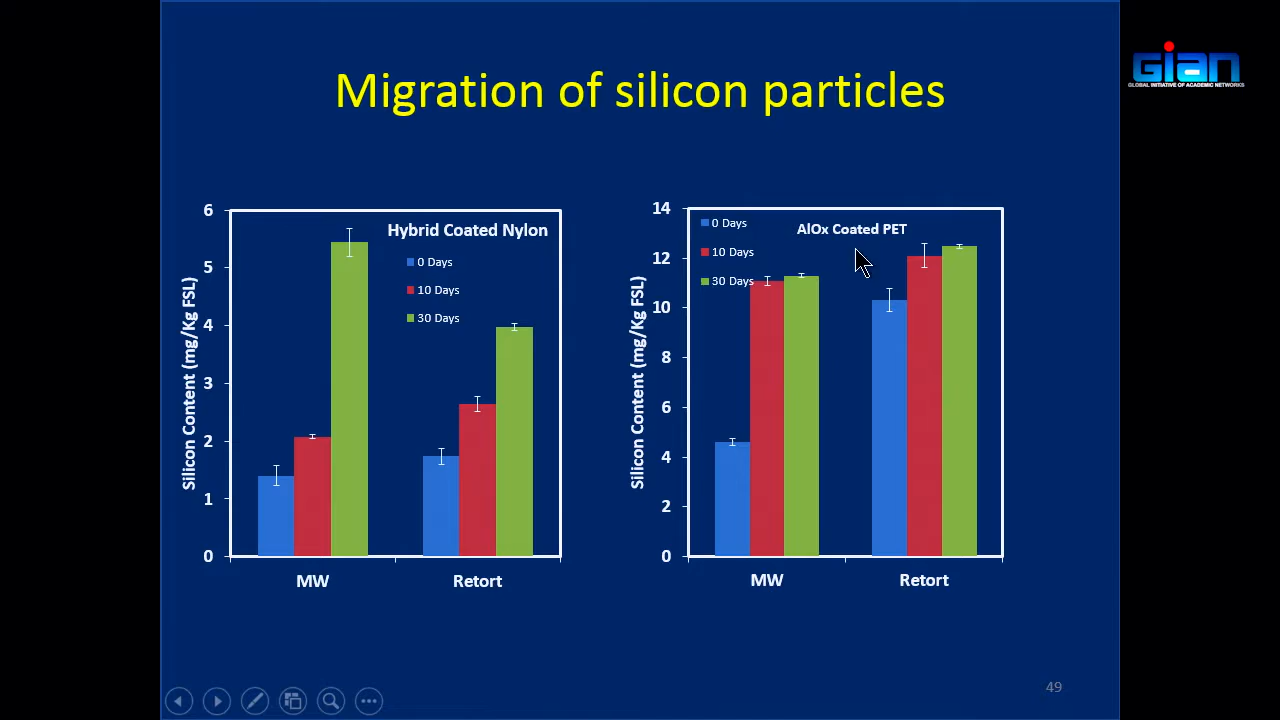 Migration of silicon particles
GIAN
GLOBAL INITIATIVE OF ACADEMIC NETWORKS
Silicon Content (mg/Kg FSL)
6
5
4
3
2
1
0
Hybrid Coated Nylon
0 Days
10 Days
30 Days
MW
Retort
Silicon Content (mg/Kg FSL)
14
12
10
8
6
4
2
0
AlOx Coated PET
0 Days
10 Days
30 Days
MW
Retort
49